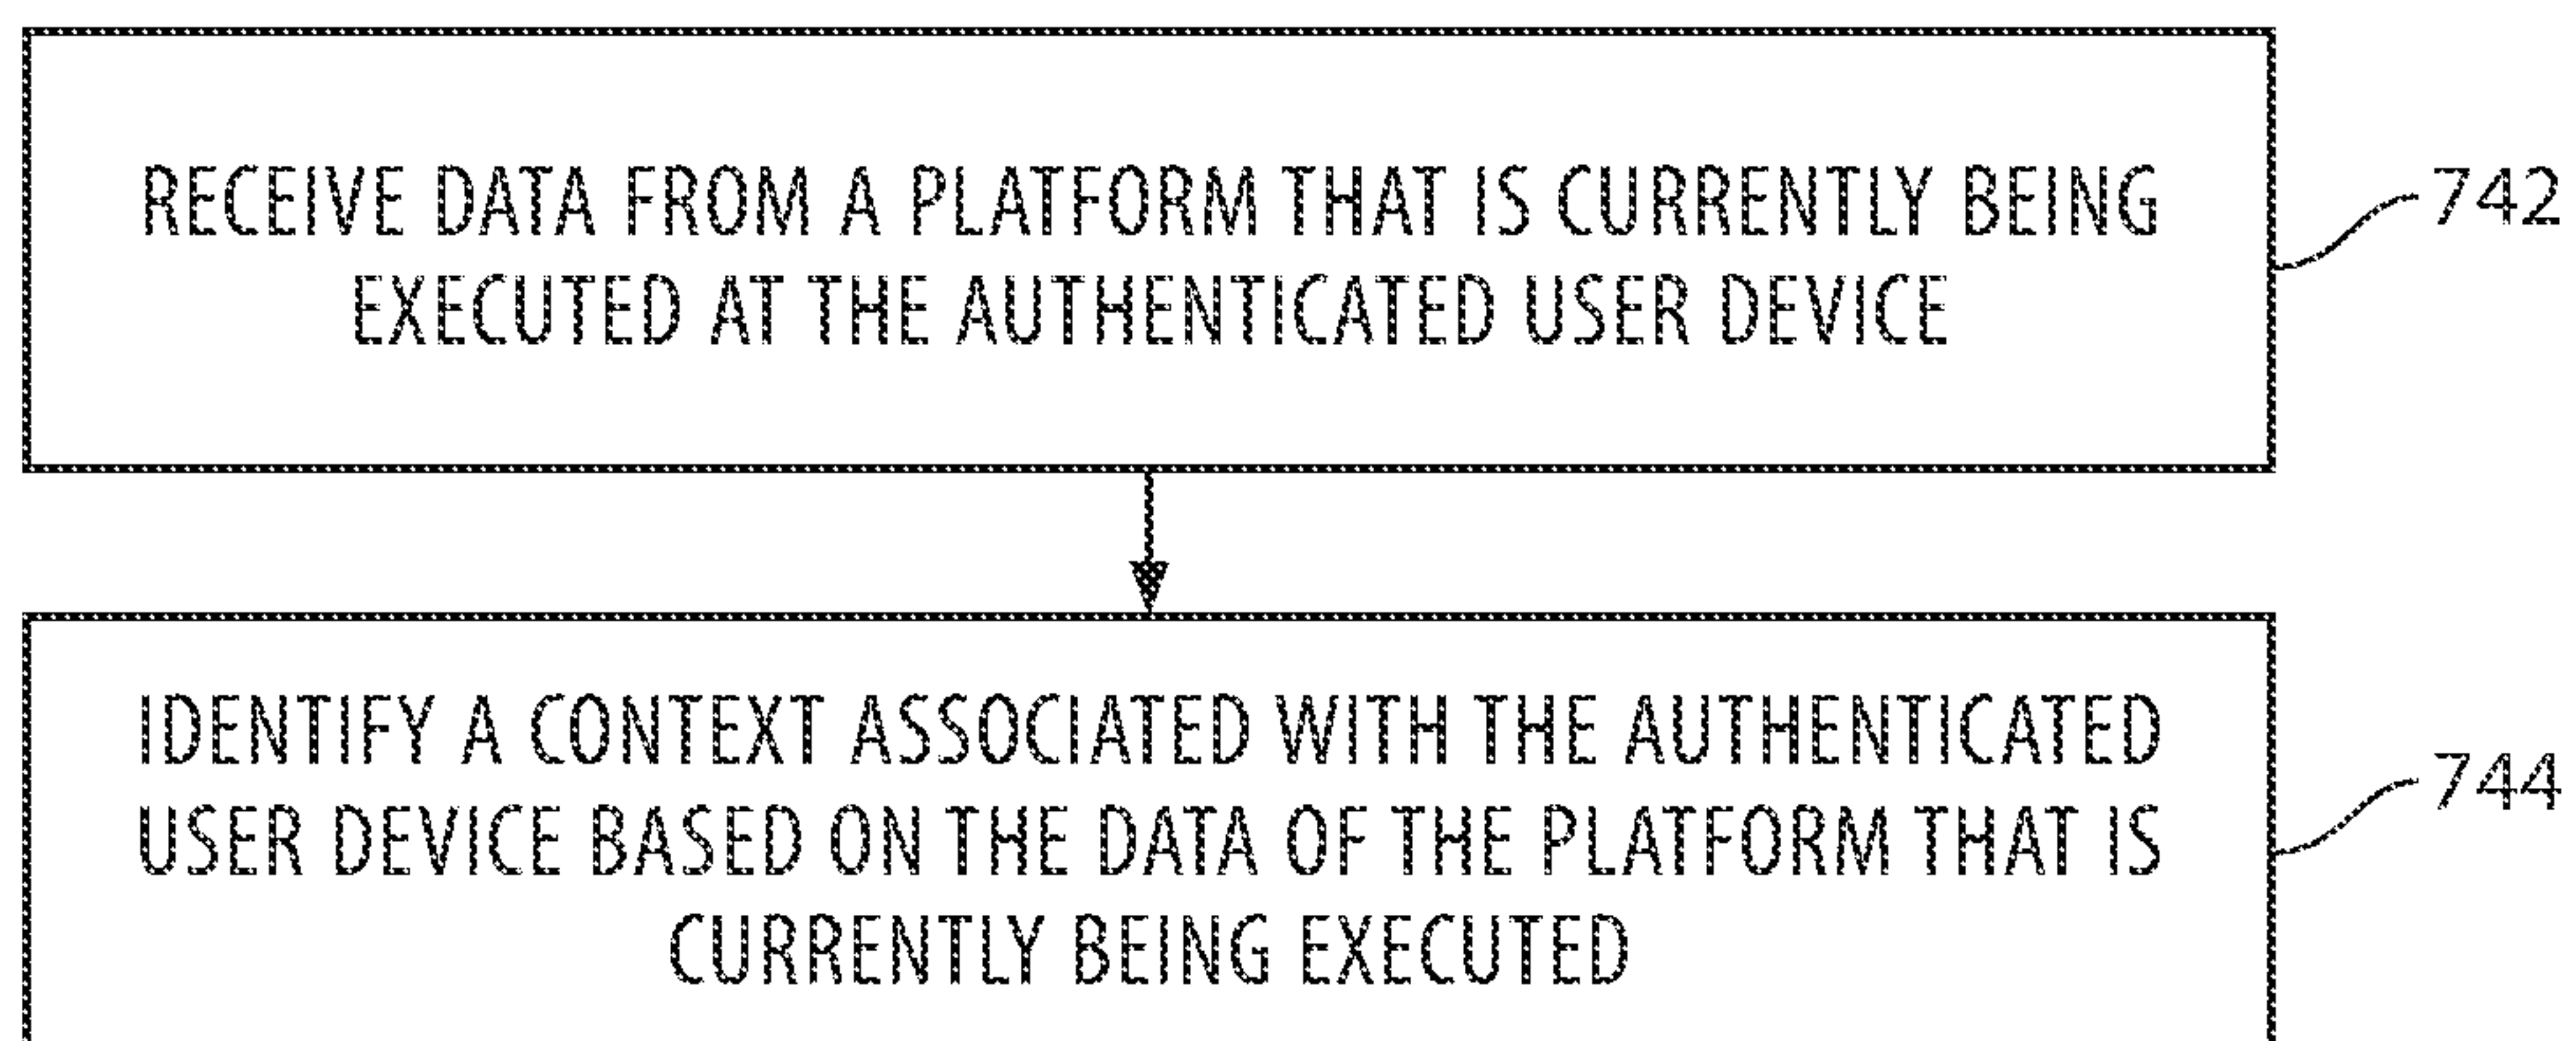 RECEIVE DATA FROM A PLATFORM THAT IS CURRENTLY BEING
EXECUTED AT THE AUTHENTICATED USER DEVICE
742
IDENTIFY A CONTEXT ASSOCIATED WITH THE AUTHENTICATED
USER DEVICE BASED ON THE DATA OF THE PLATFORM THAT IS
CURRENTLY BEING EXECUTED
744